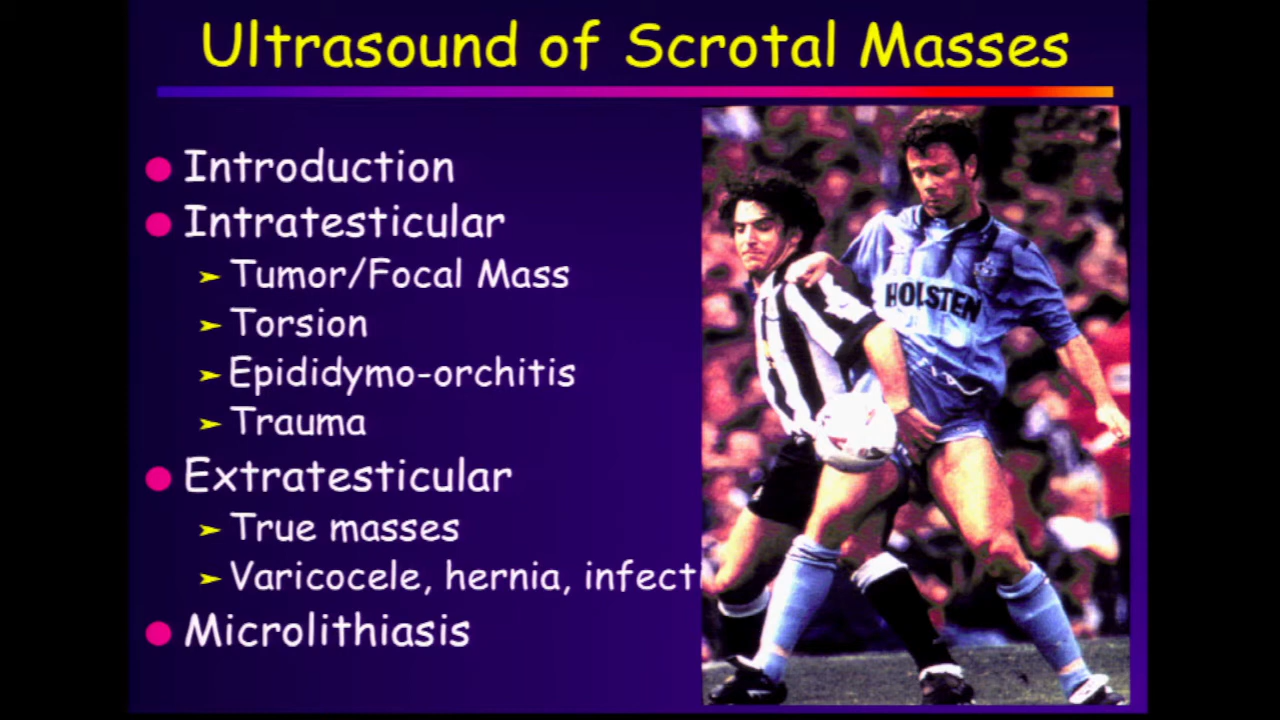 Ultrasound of Scrotal Masses
Introduction
Intratesticular
Tumor/Focal Mass
Torsion
Epididymo-orchitis
Trauma
Extratesticular
True masses
Varicocele, hernia, infect
Microlithiasis
HOLSTEN